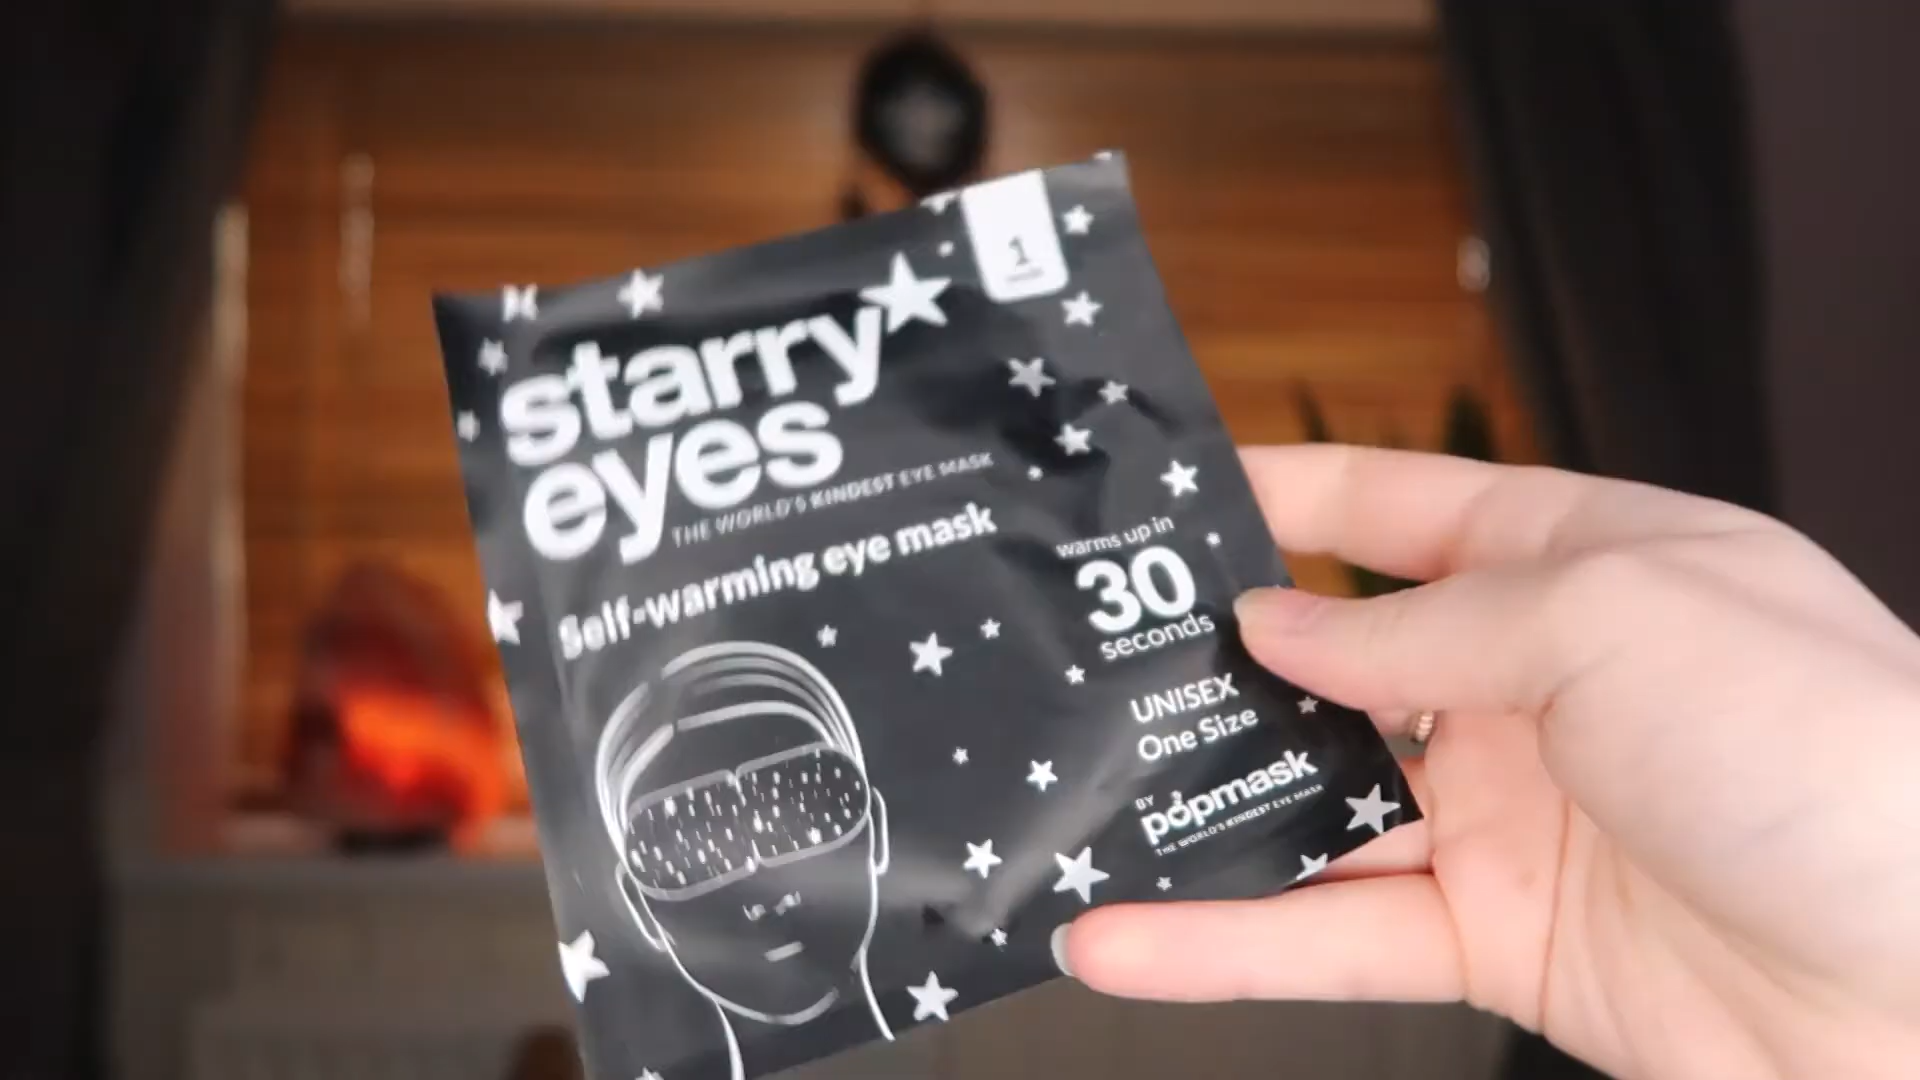 1
starry
eyes
THE WORLD'S KINDEST EYE MASK
Self-warming eye mask
warms up in
30
seconds
UNISEX
One Size
BY
popmask
THE WORLD'S KINDEST EYE MASK